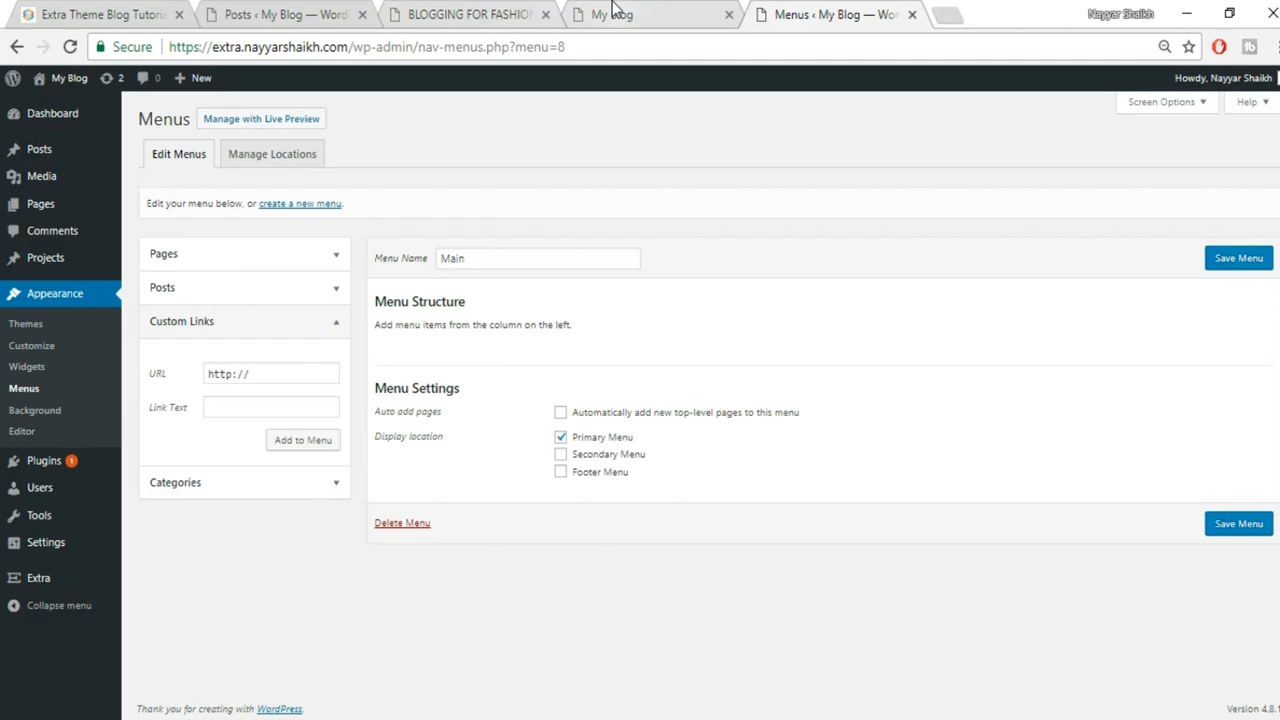 Extra Theme Blog Tutoria
Posts ‹ My Blog — Word
BLOGGING FOR FASHION
My Blog
Menus ‹ My Blog — Wor
Nayyar Shaikh
Secure
https://extra.nayyarshaikh.com/wp-admin/nav-menus.php?menu=8
My Blog
2
0
New
Howdy, Nayyar Shaikh
Dashboard
Posts
Media
Pages
Comments
Projects
Appearance
Themes
Customize
Widgets
Menus
Background
Editor
Plugins 1
Users
Tools
Settings
Extra
Collapse menu
Screen Options
Help
Menus
Manage with Live Preview
Edit Menus
Manage Locations
Edit your menu below, or create a new menu.
Pages
Posts
Custom Links
URL
http://
Link Text
Add to Menu
Categories
Menu Name
Main
Save Menu
Menu Structure
Add menu items from the column on the left.
Menu Settings
Auto add pages
Automatically add new top-level pages to this menu
Display location
Primary Menu
Secondary Menu
Footer Menu
Delete Menu
Save Menu
Thank you for creating with WordPress.
Version 4.8.1